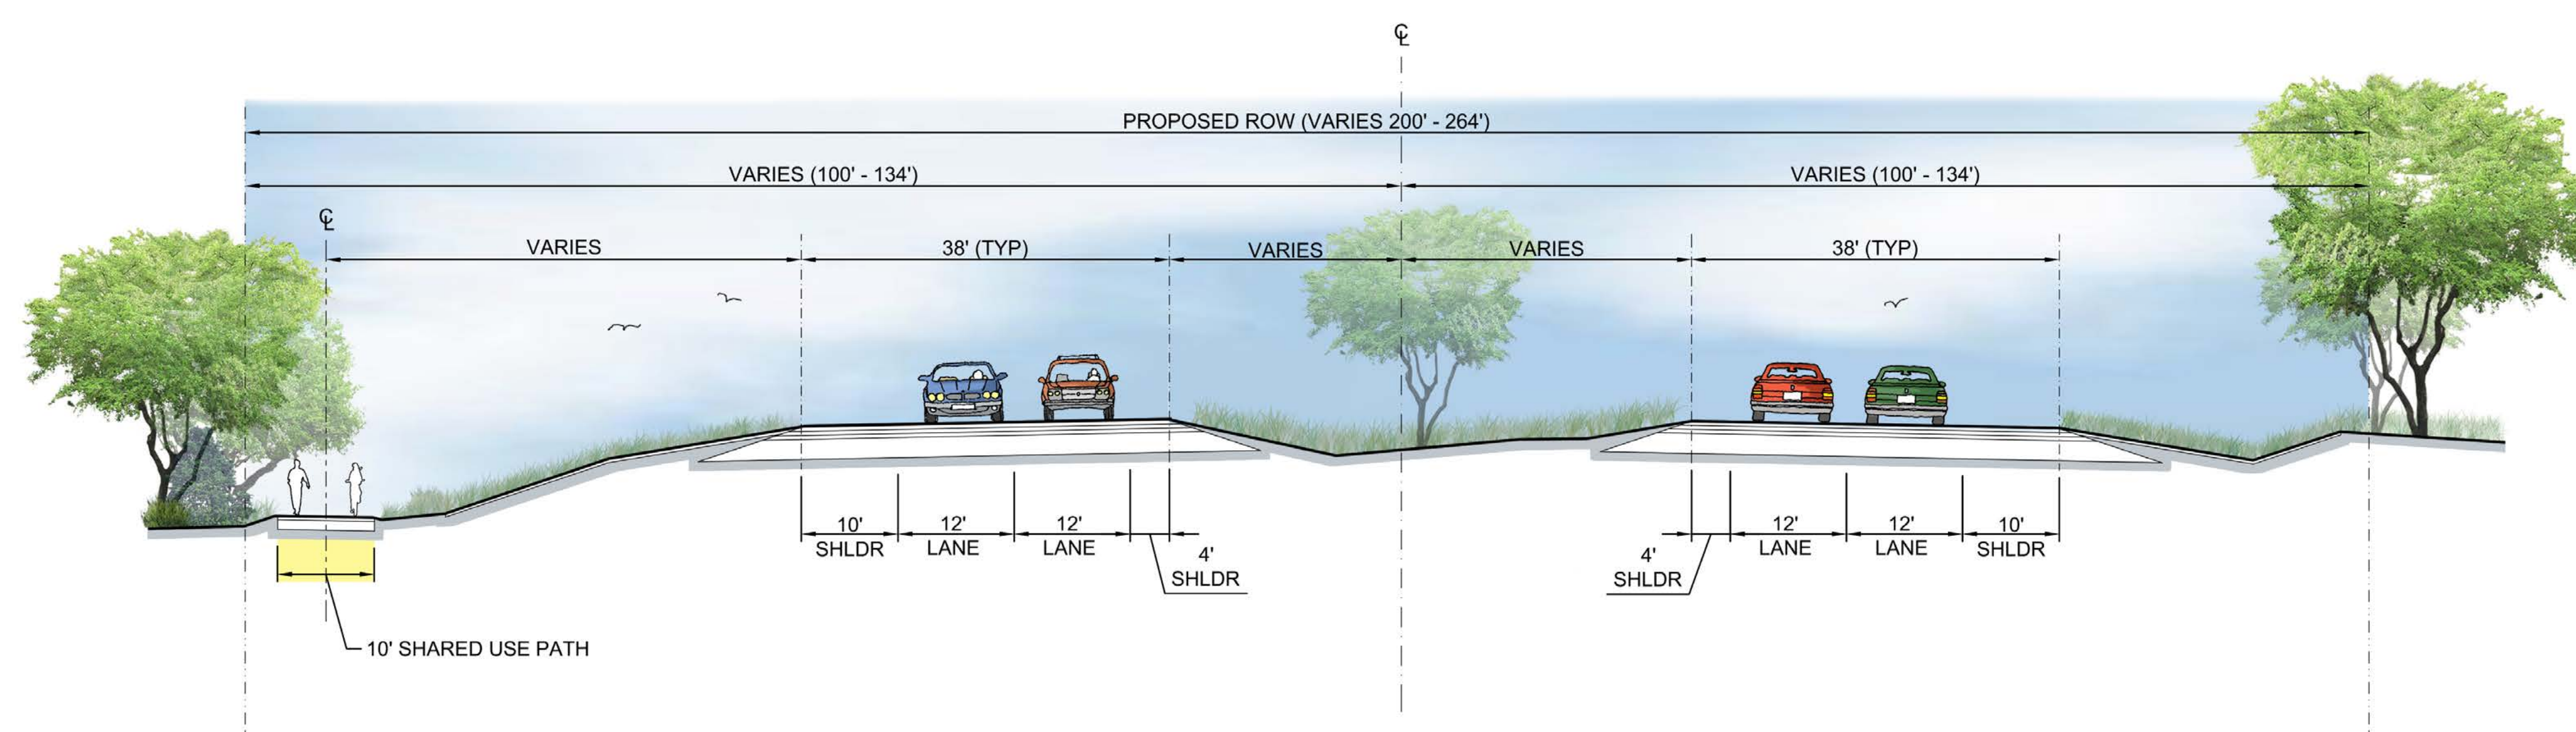 ℄
PROPOSED ROW (VARIES 200' - 264')
VARIES (100' - 134')
VARIES (100' - 134')
℄
VARIES
38' (TYP)
VARIES
VARIES
38' (TYP)
10'
SHLDR
12'
LANE
12'
LANE
4'
SHLDR
4'
SHLDR
12'
LANE
12'
LANE
10'
SHLDR
10' SHARED USE PATH